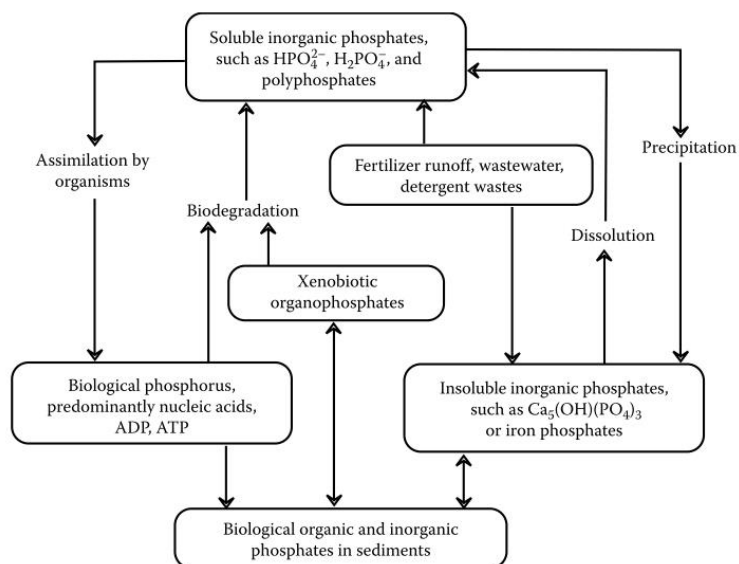 Soluble inorganic phosphates,
such as HPO₄²⁻, H₂PO₄⁻, and
polyphosphates
Assimilation by
organisms
Precipitation
Fertilizer runoff, wastewater,
detergent wastes
Biodegradation
Dissolution
Xenobiotic
organophosphates
Biological phosphorus,
predominantly nucleic acids,
ADP, ATP
Insoluble inorganic phosphates,
such as Ca₅(OH)(PO₄)₃
or iron phosphates
Biological organic and inorganic
phosphates in sediments